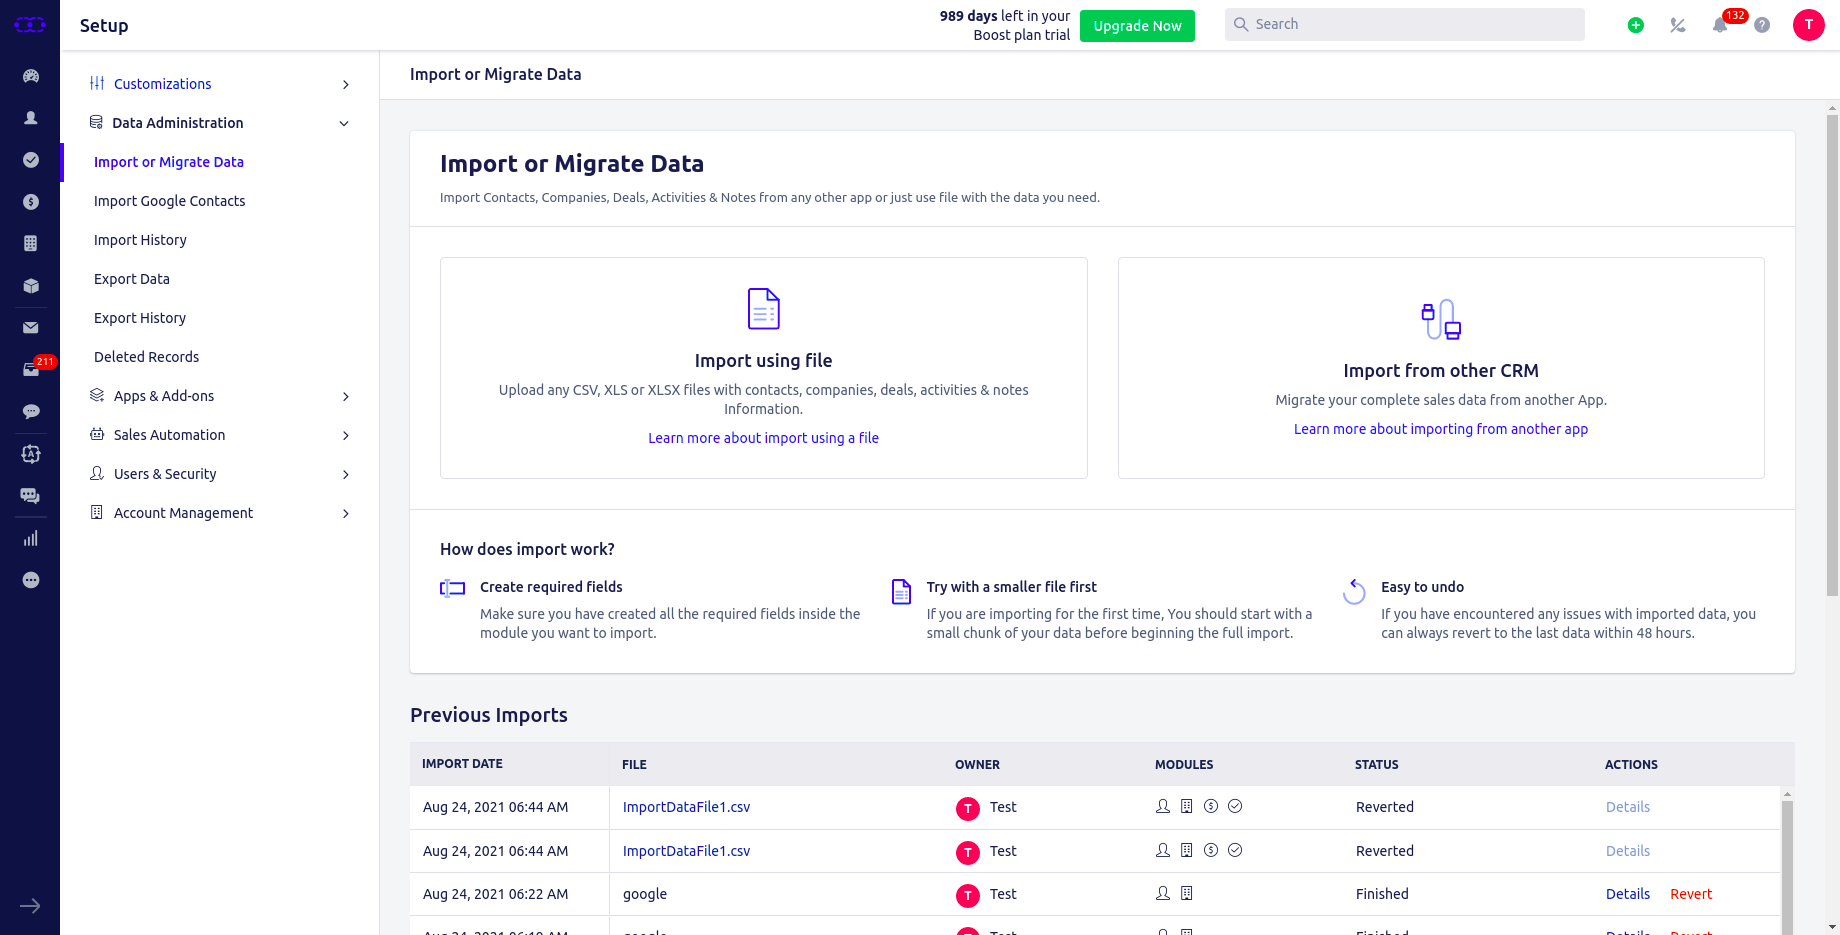 Setup
989 days left in your
Boost plan trial
Upgrade Now
Search
132
?
T
211
A
Customizations
Data Administration
Import or Migrate Data
Import Google Contacts
Import History
Export Data
Export History
Deleted Records
Apps & Add-ons
Sales Automation
Users & Security
Account Management
Import or Migrate Data
Import or Migrate Data
Import Contacts, Companies, Deals, Activities & Notes from any other app or just use file with the data you need.
Import using file
Upload any CSV, XLS or XLSX files with contacts, companies, deals, activities & notes
Information.
Learn more about import using a file
Import from other CRM
Migrate your complete sales data from another App.
Learn more about importing from another app
How does import work?
Create required fields
Make sure you have created all the required fields inside the
module you want to import.
Try with a smaller file first
If you are importing for the first time, You should start with a
small chunk of your data before beginning the full import.
Easy to undo
If you have encountered any issues with imported data, you
can always revert to the last data within 48 hours.
Previous Imports
IMPORT DATE FILE OWNER MODULES STATUS ACTIONS
Aug 24, 2021 06:44 AM ImportDataFile1.csv T Test Reverted Details
Aug 24, 2021 06:44 AM ImportDataFile1.csv T Test Reverted Details
Aug 24, 2021 06:22 AM google T Test Finished Details Revert